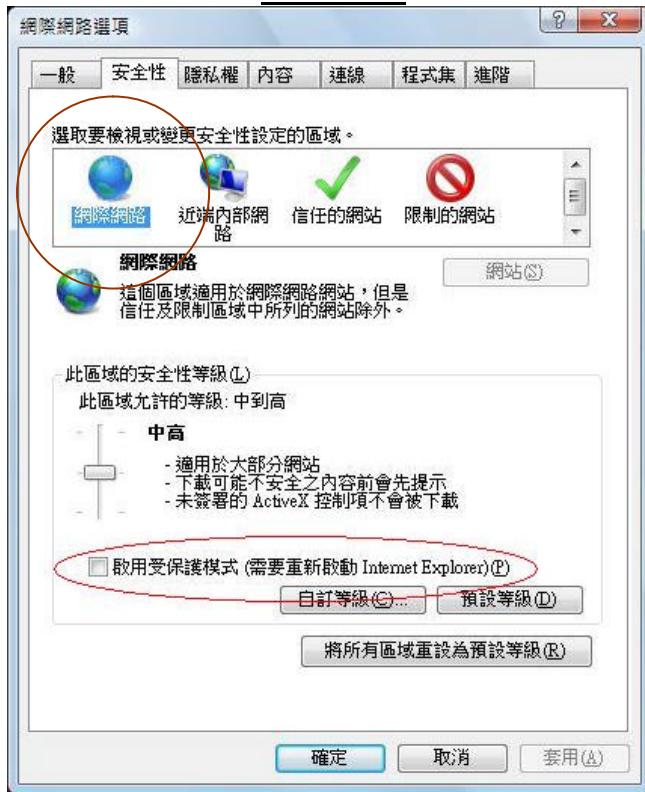 網際網路選項
一般 安全性 隱私權 內容 連線 程式集 進階
選取要檢視或變更安全性設定的區域。
網際網路 近端內部網路 信任的網站 限制的網站
網際網路
網站(S)
這個區域適用於網際網路網站，但是
信任及限制區域中所列的網站除外。
此區域的安全性等級(L)
此區域允許的等級: 中到高
中高
- 適用於大部分網站
- 下載可能不安全之內容前會先提示
- 未簽署的 ActiveX 控制項不會被下載
啟用受保護模式 (需要重新啟動 Internet Explorer)(P)
自訂等級(C)... 預設等級(D)
將所有區域重設為預設等級(R)
確定 取消 套用(A)